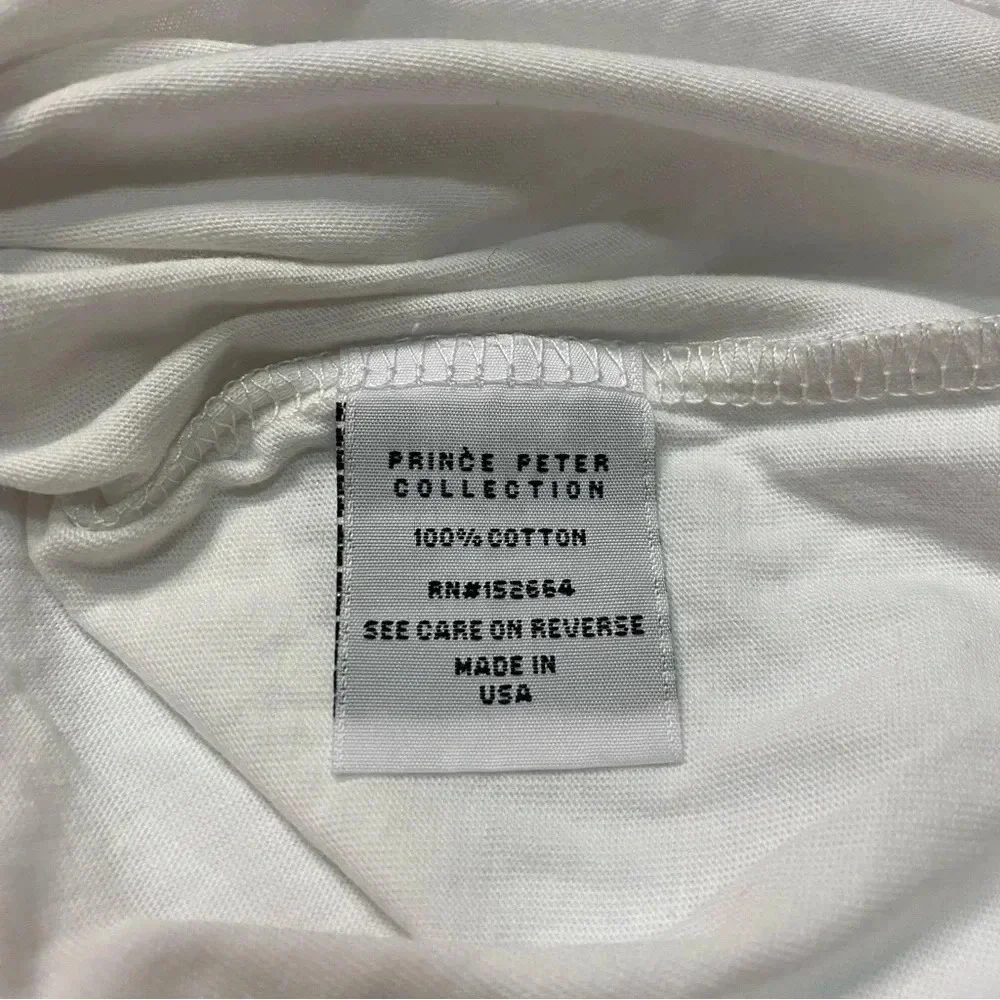 PRINCE PETER
COLLECTION
100% COTTON
RN#152664
SEE CARE ON REVERSE
MADE IN
USA